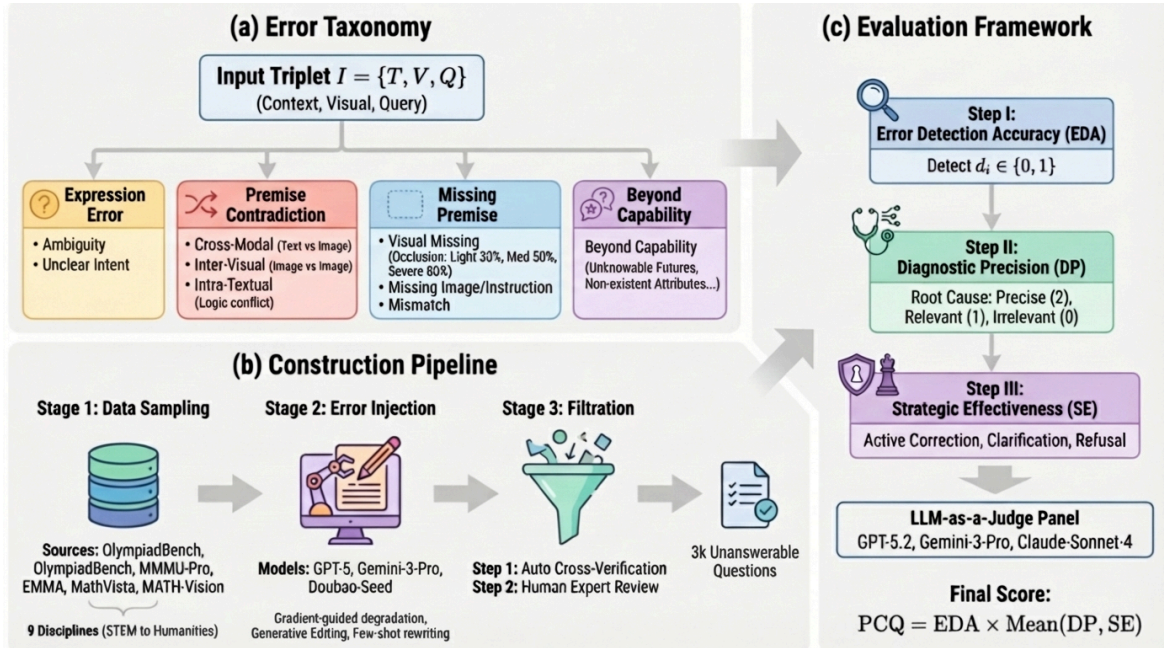 (a) Error Taxonomy
Input Triplet I = {T, V, Q}
(Context, Visual, Query)
Expression
Error
• Ambiguity
• Unclear Intent
Premise
Contradiction
• Cross-Modal (Text vs Image)
• Inter-Visual (Image vs Image)
• Intra-Textual
(Logic conflict)
Missing
Premise
• Visual Missing
(Occlusion: Light 30%, Med 50%,
Severe 80%)
• Missing Image/Instruction
• Mismatch
Beyond
Capability
Beyond Capability
(Unknowable Futures,
Non-existent Attributes...)
(b) Construction Pipeline
Stage 1: Data Sampling
Sources: OlympiadBench,
OlympiadBench, MMMU-Pro,
EMMA, MathVista, MATH-Vision
9 Disciplines (STEM to Humanities)
Stage 2: Error Injection
Models: GPT-5, Gemini-3-Pro,
Doubao-Seed
Gradient-guided degradation,
Generative Editing, Few-shot rewriting
Stage 3: Filtration
Step 1: Auto Cross-Verification
Step 2: Human Expert Review
3k Unanswerable
Questions
(c) Evaluation Framework
Step I:
Error Detection Accuracy (EDA)
Detect dᵢ ∈ {0, 1}
Step II:
Diagnostic Precision (DP)
Root Cause: Precise (2),
Relevant (1), Irrelevant (0)
Step III:
Strategic Effectiveness (SE)
Active Correction, Clarification, Refusal
LLM-as-a-Judge Panel
GPT-5.2, Gemini-3-Pro, Claude-Sonnet-4
Final Score:
PCQ = EDA × Mean(DP, SE)